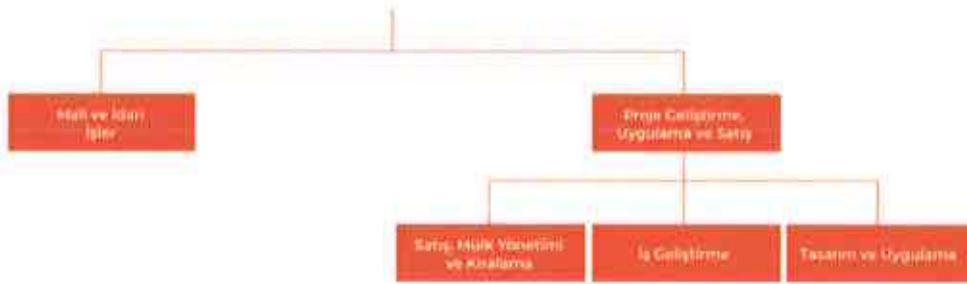 Mali ve İdari
İşler
Proje Geliştirme,
Uygulama ve Satış
Satış, Mülk Yönetimi
ve Kiralama
İş Geliştirme
Tasarım ve Uygulama